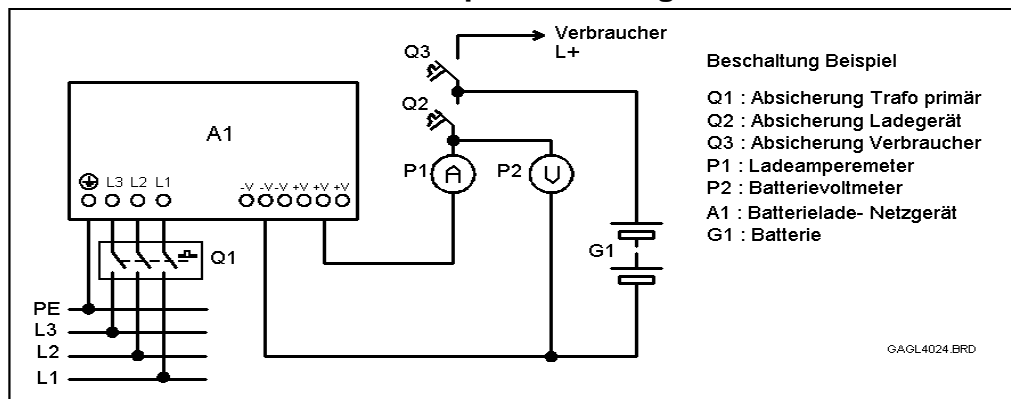 Verbraucher
L+
Q3
Q2
A1
P1
A
P2
V
L3 L2 L1
-V -V -V +V +V +V
Q1
G1
PE
L3
L2
L1
Beschaltung Beispiel
Q1 : Absicherung Trafo primär
Q2 : Absicherung Ladegerät
Q3 : Absicherung Verbraucher
P1 : Ladeamperemeter
P2 : Batterievoltmeter
A1 : Batterielade- Netzgerät
G1 : Batterie
GAGL4024.BRD